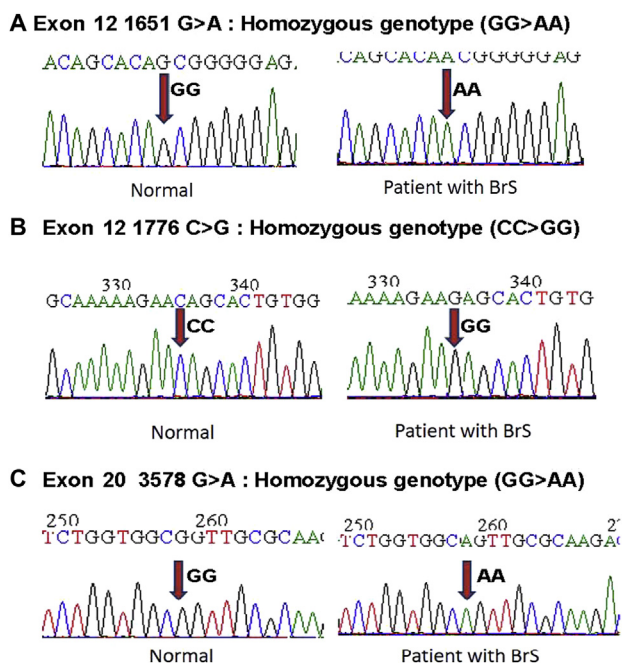 A Exon 12 1651 G>A : Homozygous genotype (GG>AA)
ACAGCACAGCGGGGGAG
CAGCACAACGGGGGAG
GG
AA
Normal
Patient with BrS
B Exon 12 1776 C>G : Homozygous genotype (CC>GG)
330 340
330 340
GCAAAAAGAACAGCACTGTGG
AAAAGAAGAGCACTGTG
CC
GG
Normal
Patient with BrS
C Exon 20 3578 G>A : Homozygous genotype (GG>AA)
250 260
250 260
TCTGGTGGCGGTTGCGCAA
TCTGGTGGCAGTTGCGCAAGA
GG
AA
Normal
Patient with BrS